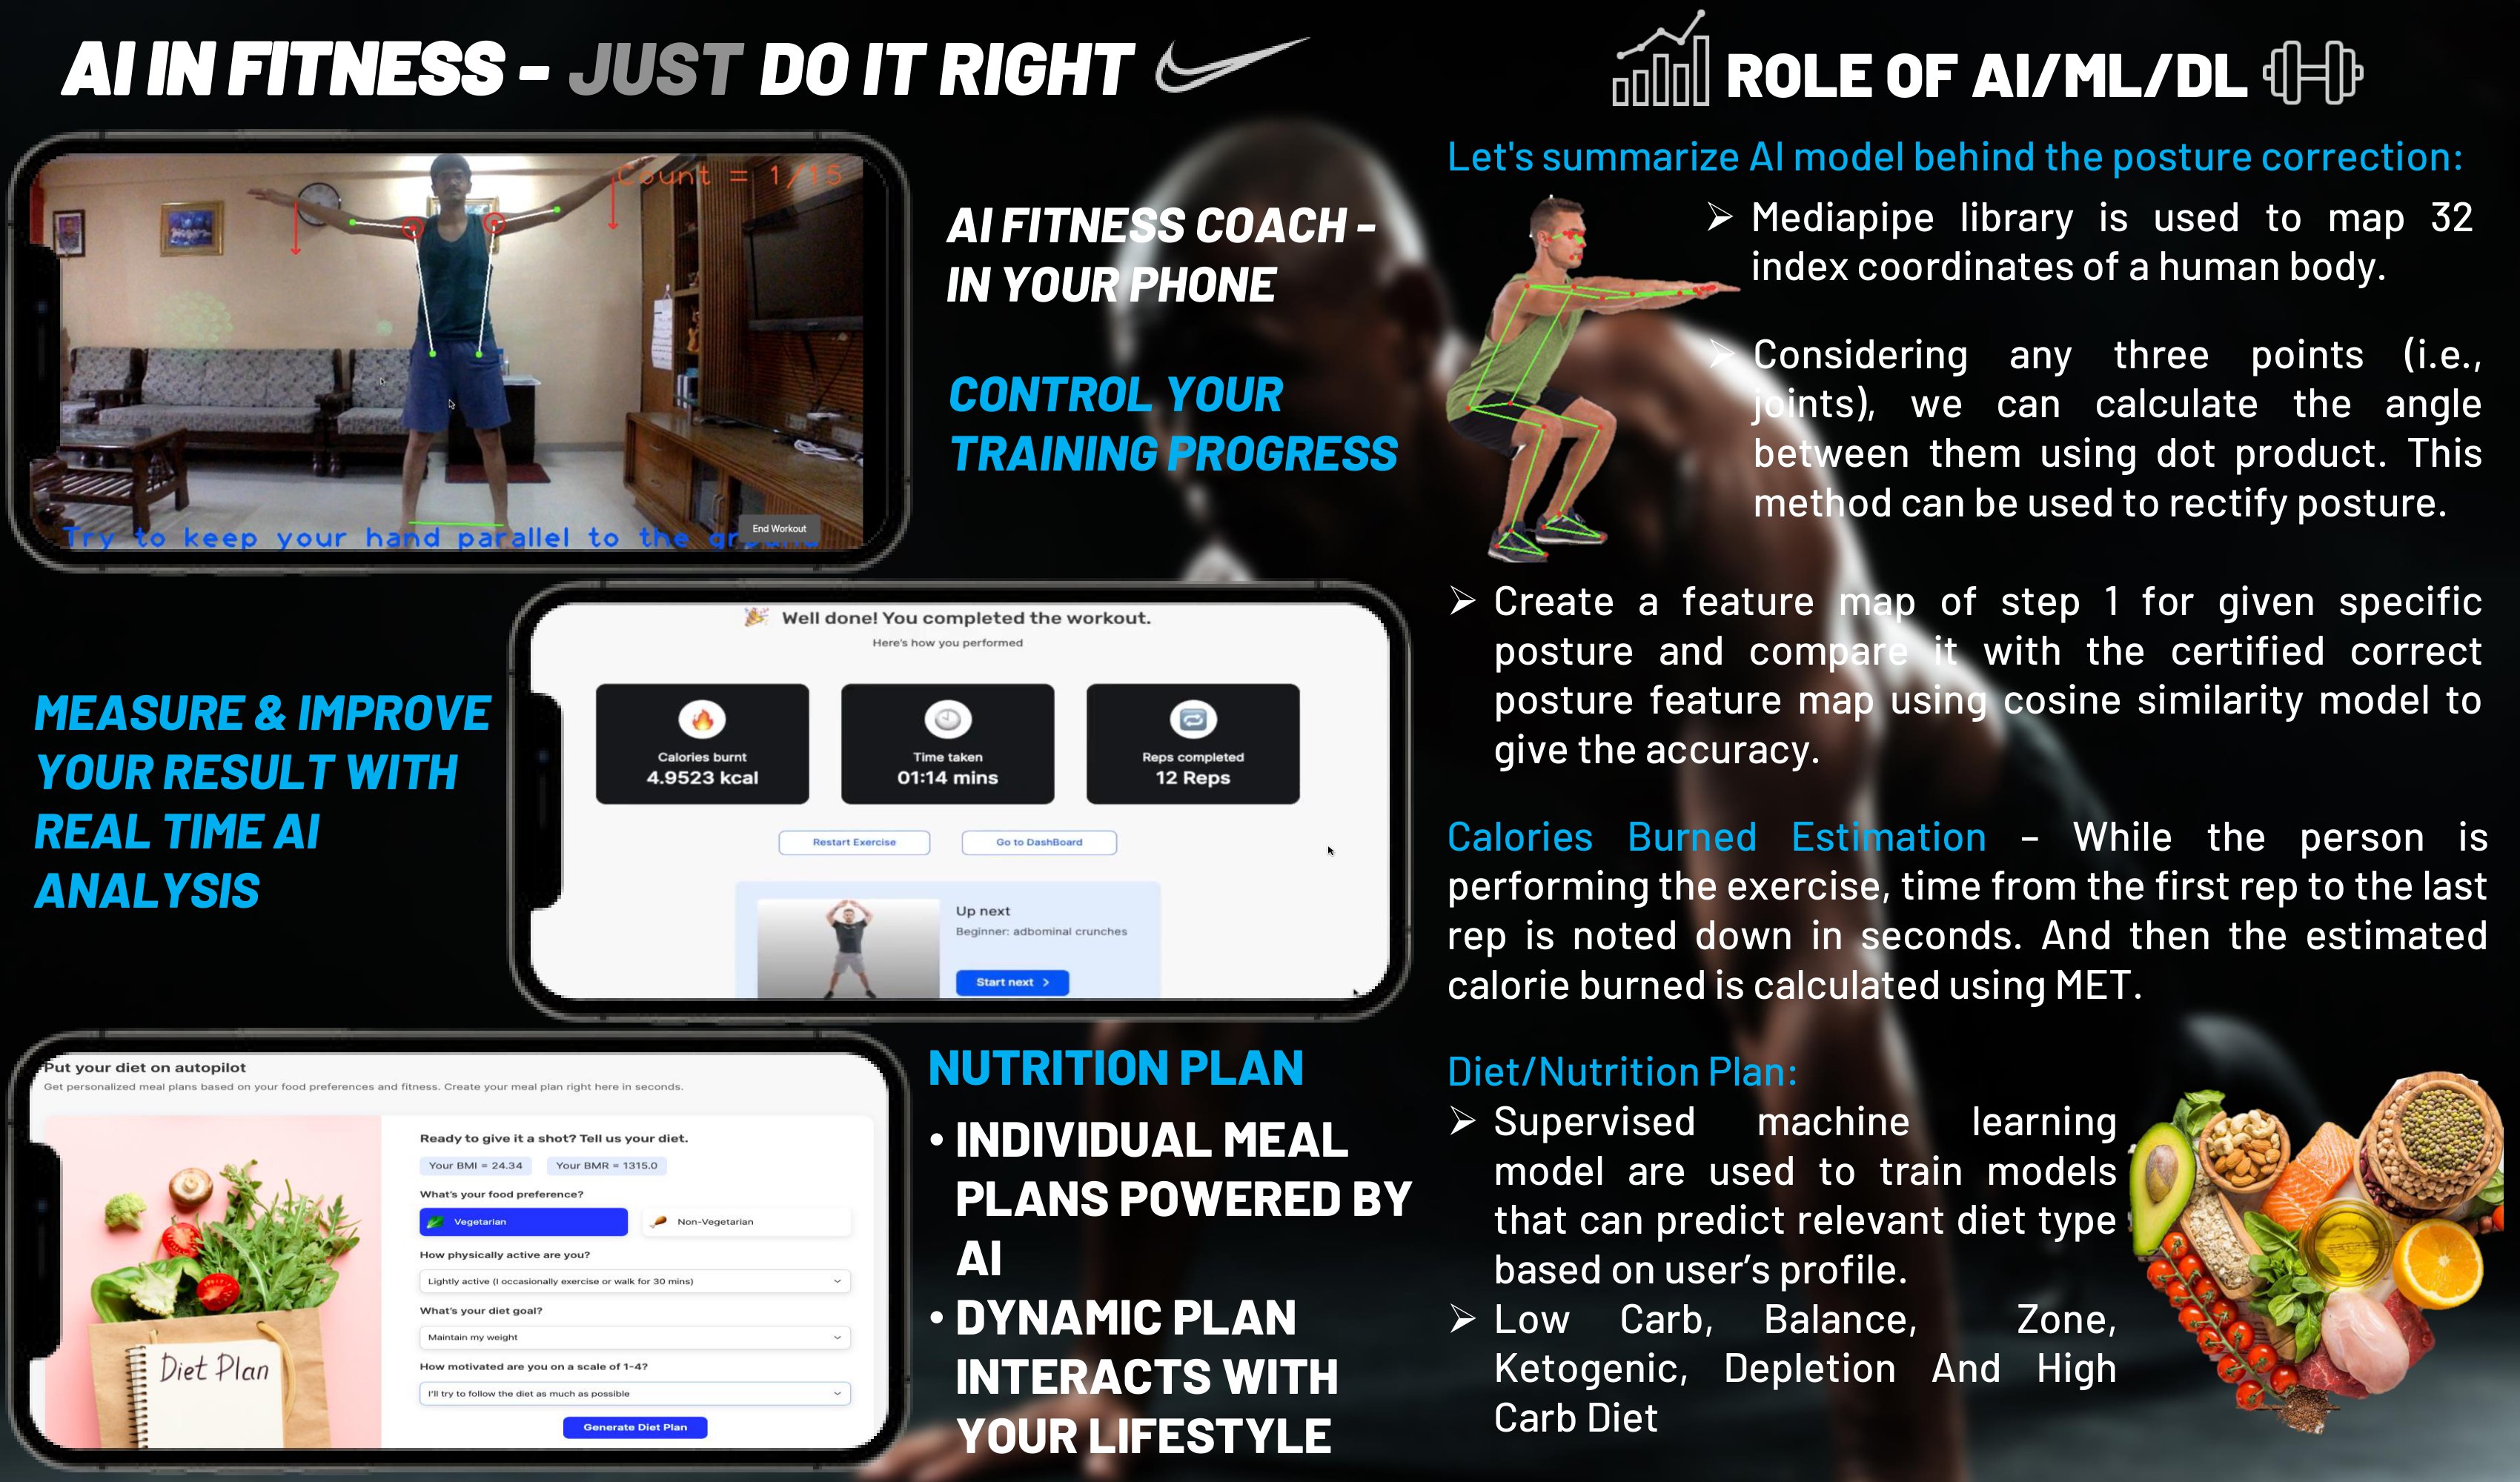 AI IN FITNESS – JUST DO IT RIGHT
Count = 1/15
Try to keep your hand parallel to the
End Workout
AI FITNESS COACH –
IN YOUR PHONE
CONTROL YOUR
TRAINING PROGRESS
MEASURE & IMPROVE
YOUR RESULT WITH
REAL TIME AI
ANALYSIS
Well done! You completed the workout.
Here's how you performed
Calories burnt
4.9523 kcal
Time taken
01:14 mins
Reps completed
12 Reps
Restart Exercise
Go to DashBoard
Up next
Beginner: adbominal crunches
Start next >
Put your diet on autopilot
Get personalized meal plans based on your food preferences and fitness. Create your meal plan right here in seconds.
Diet Plan
Ready to give it a shot? Tell us your diet.
Your BMI = 24.34
Your BMR = 1315.0
What's your food preference?
Vegetarian
Non-Vegetarian
How physically active are you?
Lightly active (I occasionally exercise or walk for 30 mins)
What's your diet goal?
Maintain my weight
How motivated are you on a scale of 1-4?
I'll try to follow the diet as much as possible
Generate Diet Plan
NUTRITION PLAN
• INDIVIDUAL MEAL
PLANS POWERED BY
AI
• DYNAMIC PLAN
INTERACTS WITH
YOUR LIFESTYLE
ROLE OF AI/ML/DL
Let's summarize AI model behind the posture correction:
➢ Mediapipe library is used to map 32
index coordinates of a human body.
➢ Considering any three points (i.e.,
joints), we can calculate the angle
between them using dot product. This
method can be used to rectify posture.
➢ Create a feature map of step 1 for given specific
posture and compare it with the certified correct
posture feature map using cosine similarity model to
give the accuracy.
Calories Burned Estimation – While the person is
performing the exercise, time from the first rep to the last
rep is noted down in seconds. And then the estimated
calorie burned is calculated using MET.
Diet/Nutrition Plan:
➢ Supervised machine learning
model are used to train models
that can predict relevant diet type
based on user’s profile.
➢ Low Carb, Balance, Zone,
Ketogenic, Depletion And High
Carb Diet